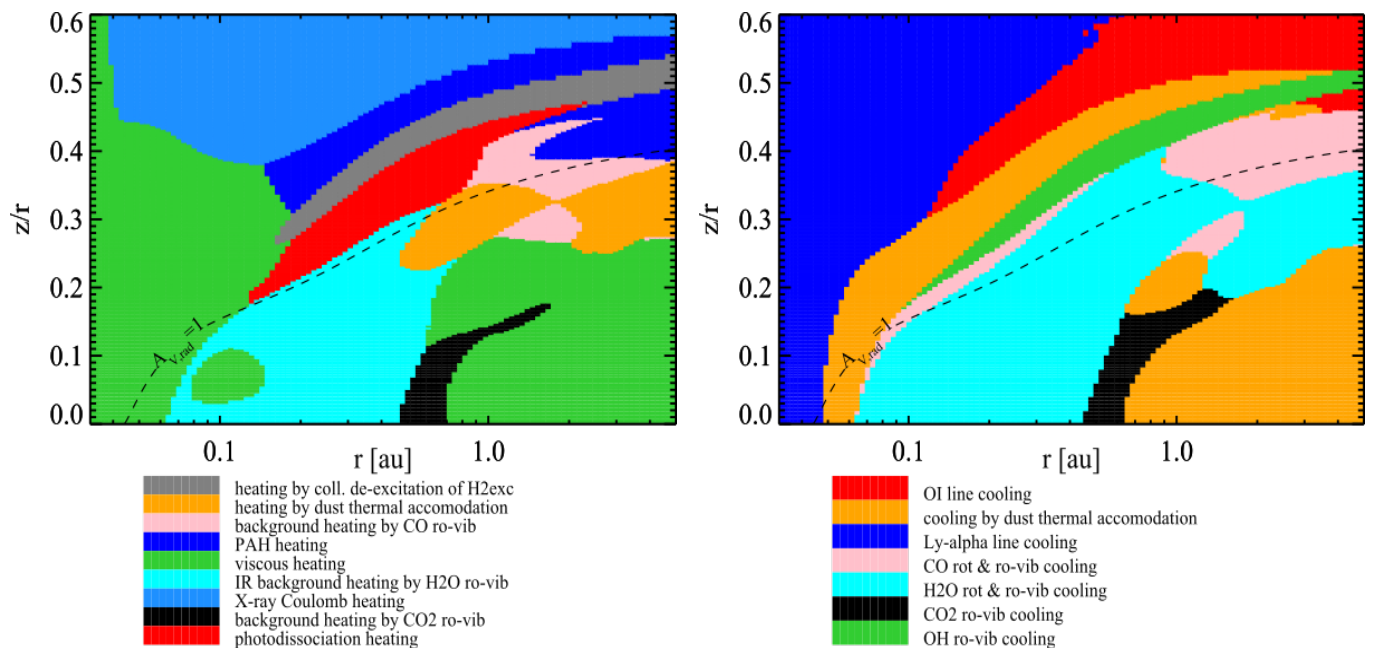 0.6
0.5
0.4
0.3
0.2
0.1
0.0
z/r
A V,rad =1
0.1
1.0
r [au]
heating by coll. de-excitation of H2exc
heating by dust thermal accomodation
background heating by CO ro-vib
PAH heating
viscous heating
IR background heating by H2O ro-vib
X-ray Coulomb heating
background heating by CO2 ro-vib
photodissociation heating
0.6
0.5
0.4
0.3
0.2
0.1
0.0
z/r
A V,rad =1
0.1
1.0
r [au]
OI line cooling
cooling by dust thermal accomodation
Ly-alpha line cooling
CO rot & ro-vib cooling
H2O rot & ro-vib cooling
CO2 ro-vib cooling
OH ro-vib cooling